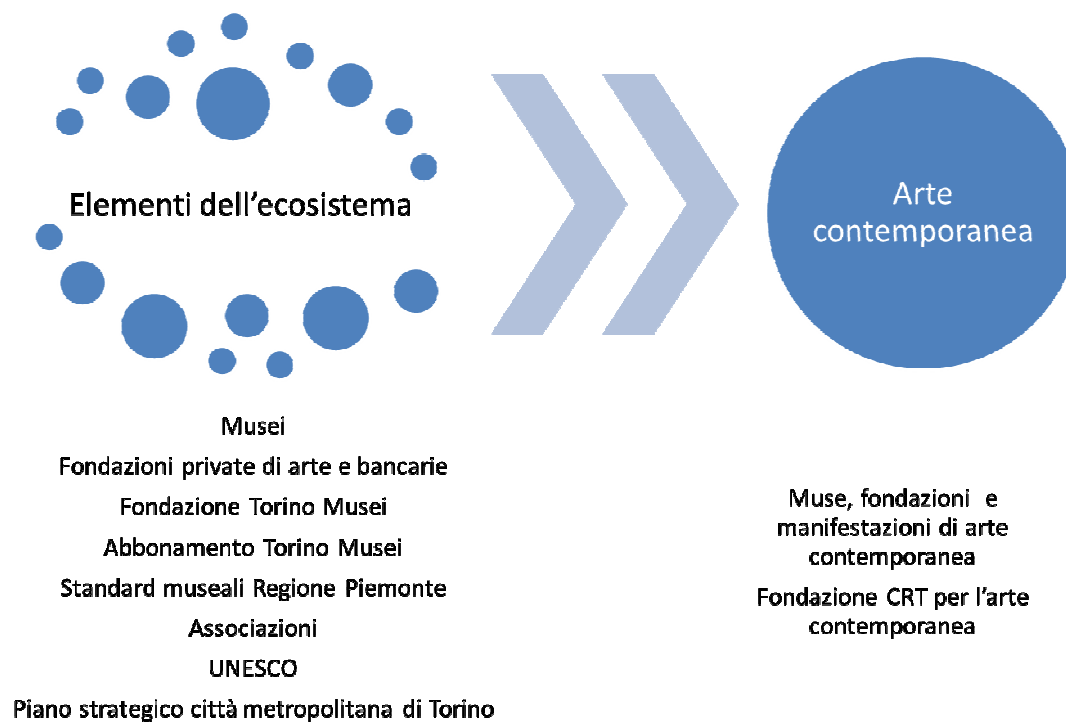 Elementi dell'ecosistema
Musei
Fondazioni private di arte e bancarie
Fondazione Torino Musei
Abbonamento Torino Musei
Standard museali Regione Piemonte
Associazioni
UNESCO
Piano strategico città metropolitana di Torino
Arte
contemporanea
Muse, fondazioni e
manifestazioni di arte
contemporanea
Fondazione CRT per l'arte
contemporanea